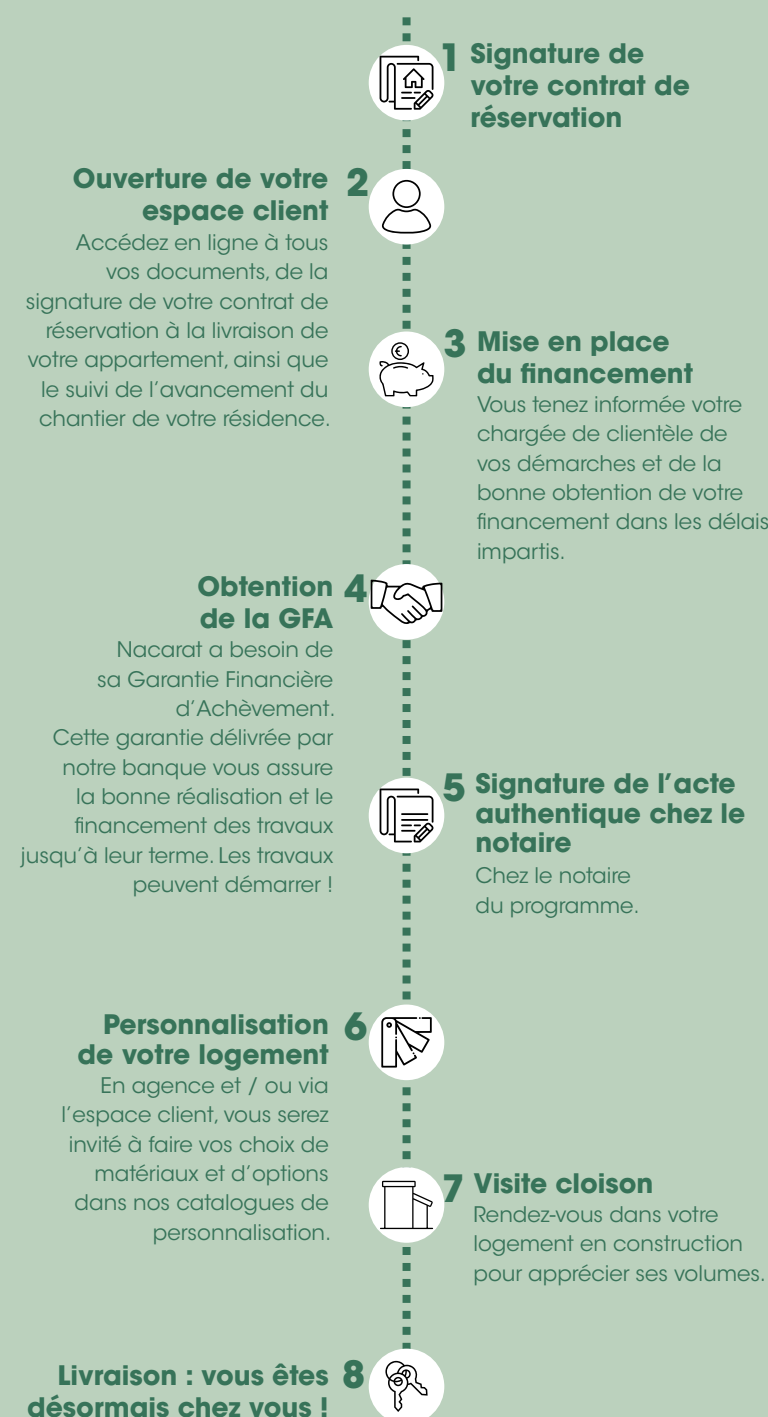 1 Signature de
votre contrat de
réservation
Ouverture de votre 2
espace client
Accédez en ligne à tous
vos documents, de la
signature de votre contrat de
réservation à la livraison de
votre appartement, ainsi que
le suivi de l'avancement du
chantier de votre résidence.
3 Mise en place
du financement
Vous tenez informée votre
chargée de clientèle de
vos démarches et de la
bonne obtention de votre
financement dans les délais
impartis.
Obtention 4
de la GFA
Nacarat a besoin de
sa Garantie Financière
d'Achèvement.
Cette garantie délivrée par
notre banque vous assure
la bonne réalisation et le
financement des travaux
jusqu'à leur terme. Les travaux
peuvent démarrer !
5 Signature de l'acte
authentique chez le
notaire
Chez le notaire
du programme.
Personnalisation 6
de votre logement
En agence et / ou via
l'espace client, vous serez
invité à faire vos choix de
matériaux et d'options
dans nos catalogues de
personnalisation.
7 Visite cloison
Rendez-vous dans votre
logement en construction
pour apprécier ses volumes.
Livraison : vous êtes 8
désormais chez vous !
€